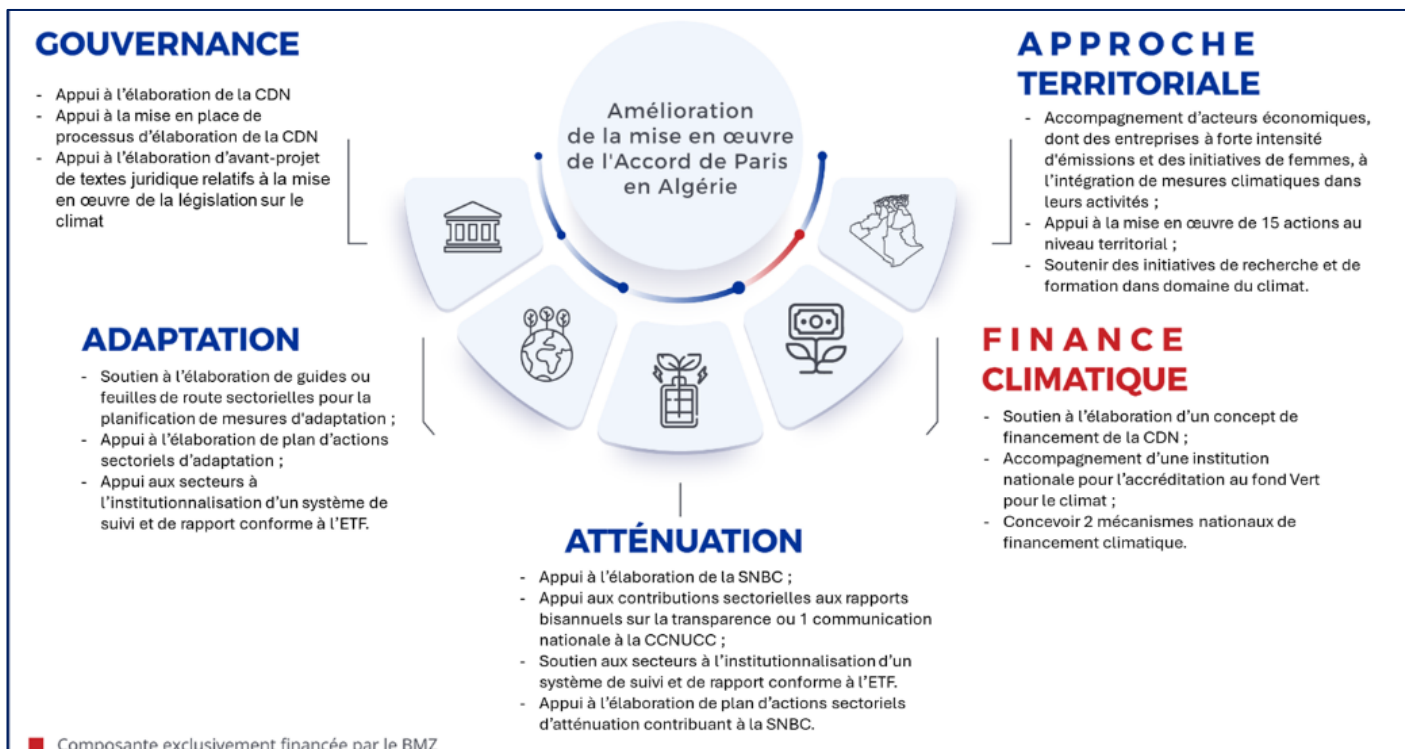 GOUVERNANCE
- Appui à l'élaboration de la CDN
- Appui à la mise en place de
processus d'élaboration de la CDN
- Appui à l'élaboration d'avant-projet
de textes juridique relatifs à la mise
en œuvre de la législation sur le
climat
Amélioration
de la mise en œuvre
de l'Accord de Paris
en Algérie
APPROCHE
TERRITORIALE
- Accompagnement d'acteurs économiques,
dont des entreprises à forte intensité
d'émissions et des initiatives de femmes, à
l'intégration de mesures climatiques dans
leurs activités ;
- Appui à la mise en œuvre de 15 actions au
niveau territorial ;
- Soutenir des initiatives de recherche et de
formation dans domaine du climat.
ADAPTATION
- Soutien à l'élaboration de guides ou
feuilles de route sectorielles pour la
planification de mesures d'adaptation ;
- Appui à l'élaboration de plan d'actions
sectoriels d'adaptation ;
- Appui aux secteurs à
l'institutionnalisation d'un système de
suivi et de rapport conforme à l'ETF.
FINANCE
CLIMATIQUE
- Soutien à l'élaboration d'un concept de
financement de la CDN ;
- Accompagnement d'une institution
nationale pour l'accréditation au fond Vert
pour le climat ;
- Concevoir 2 mécanismes nationaux de
financement climatique.
ATTÉNUATION
- Appui à l'élaboration de la SNBC ;
- Appui aux contributions sectorielles aux rapports
bisannuels sur la transparence ou 1 communication
nationale à la CCNUCC ;
- Soutien aux secteurs à l'institutionnalisation d'un
système de suivi et de rapport conforme à l'ETF.
- Appui à l'élaboration de plan d'actions sectoriels
d'atténuation contribuant à la SNBC.
Composante exclusivement financée par le BMZ